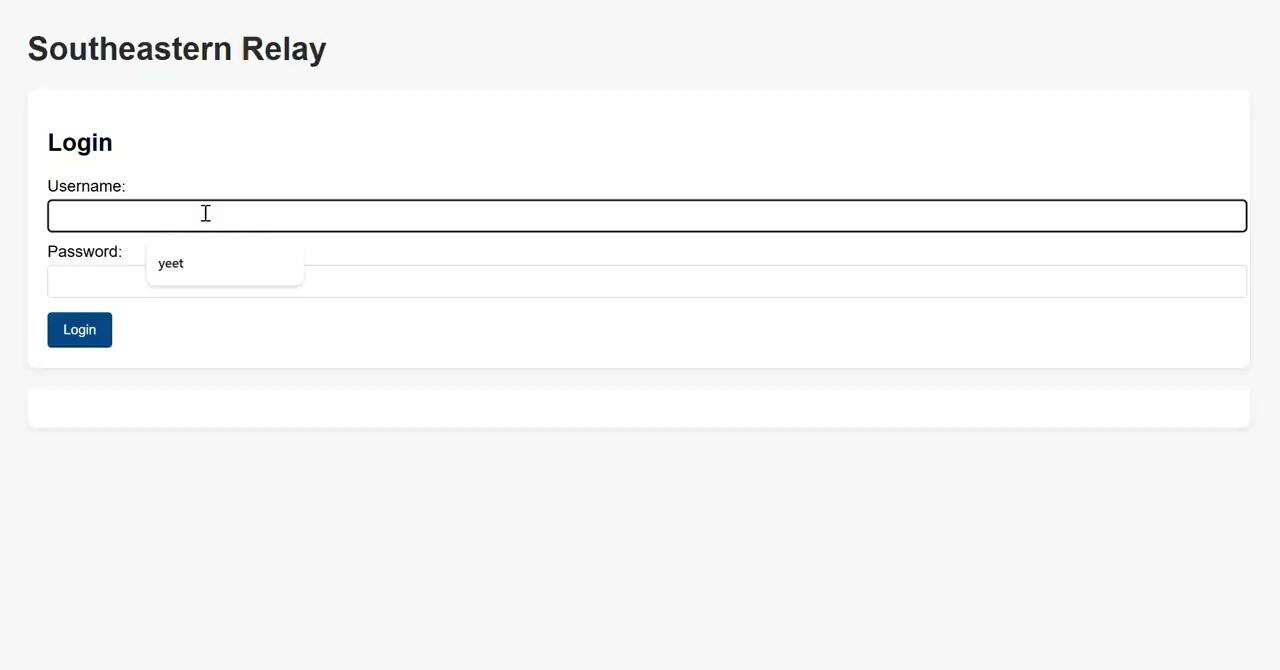 Southeastern Relay
Login
Username:
Password:
yeet
Login